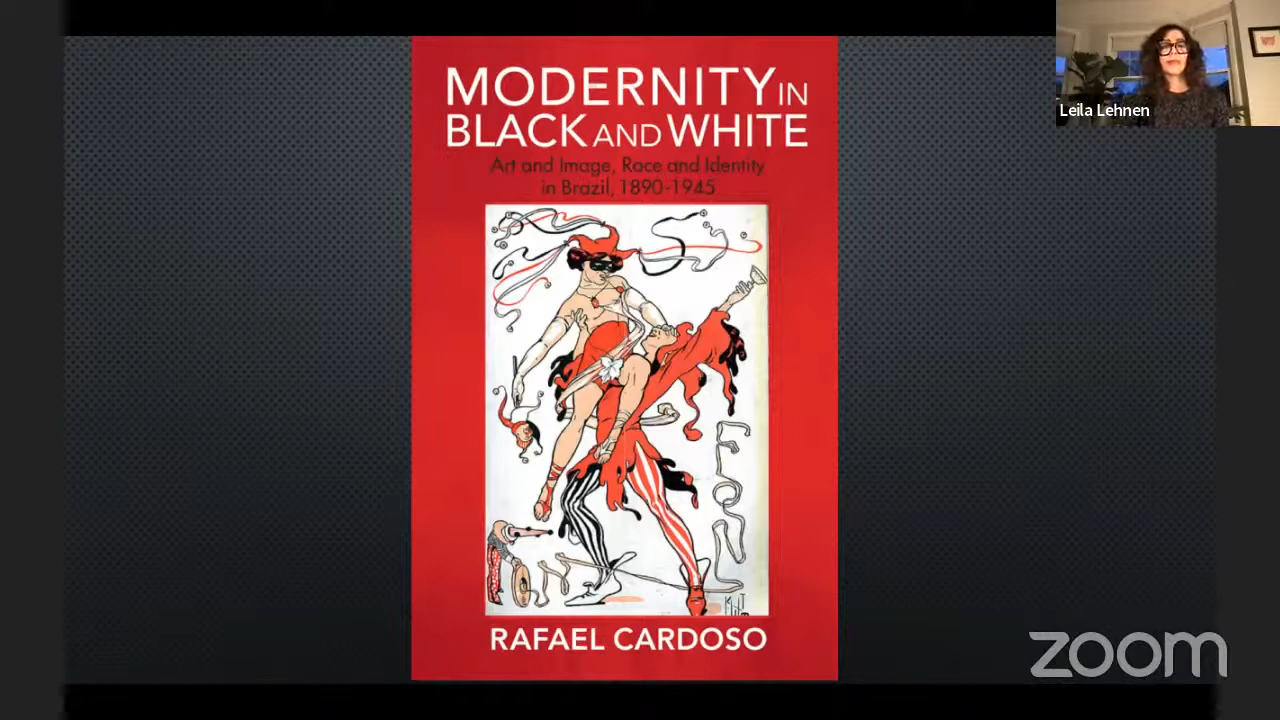 MODERNITY IN
BLACK AND WHITE
Art and Image, Race and Identity
in Brazil, 1890-1945
RAFAEL CARDOSO
Leila Lehnen
zoom